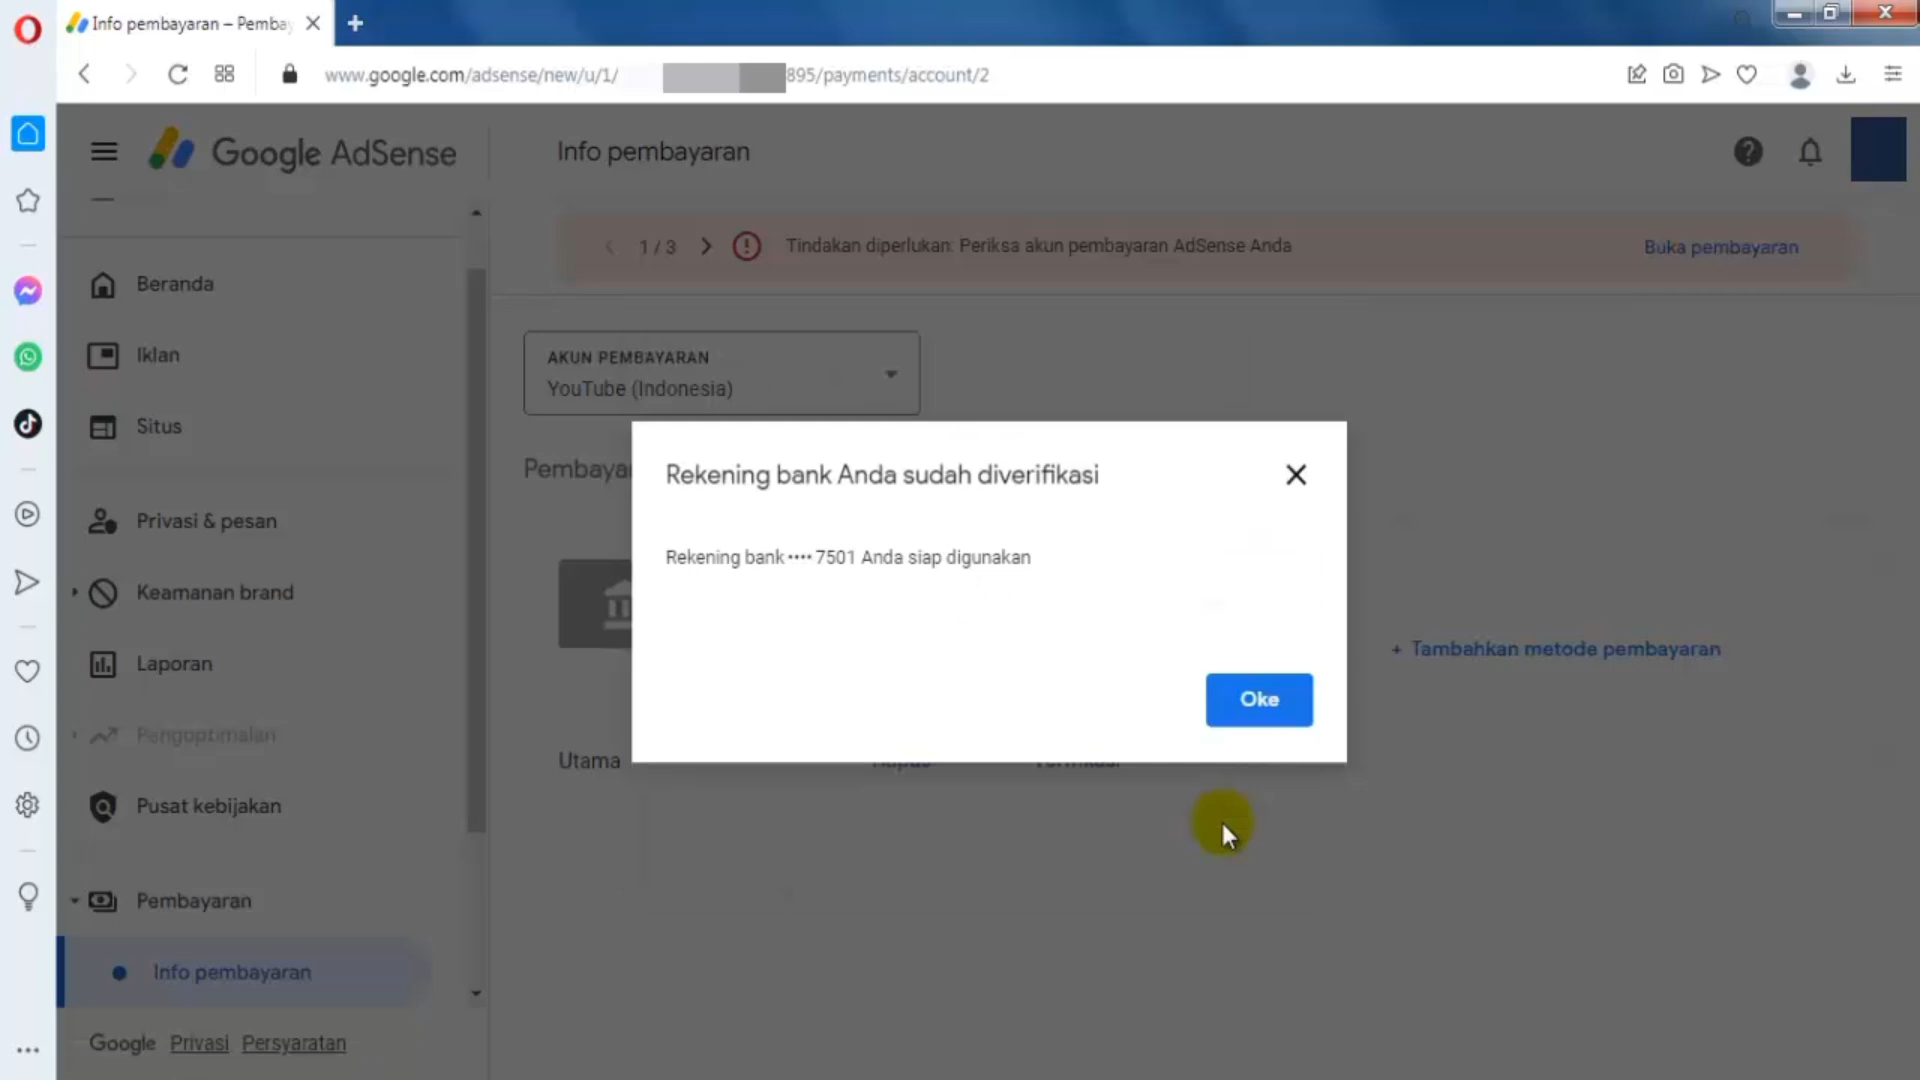 Info pembayaran – Pemba
www.google.com/adsense/new/u/1/ 895/payments/account/2
Google AdSense
Info pembayaran
1 / 3
Tindakan diperlukan: Periksa akun pembayaran AdSense Anda
Buka pembayaran
Beranda
Iklan
Situs
Privasi & pesan
Keamanan brand
Laporan
Pengoptimalan
Pusat kebijakan
Pembayaran
Info pembayaran
Google Privasi Persyaratan
AKUN PEMBAYARAN
YouTube (Indonesia)
Pembaya
Rekening bank Anda sudah diverifikasi
Rekening bank •••• 7501 Anda siap digunakan
Oke
+ Tambahkan metode pembayaran
Utama